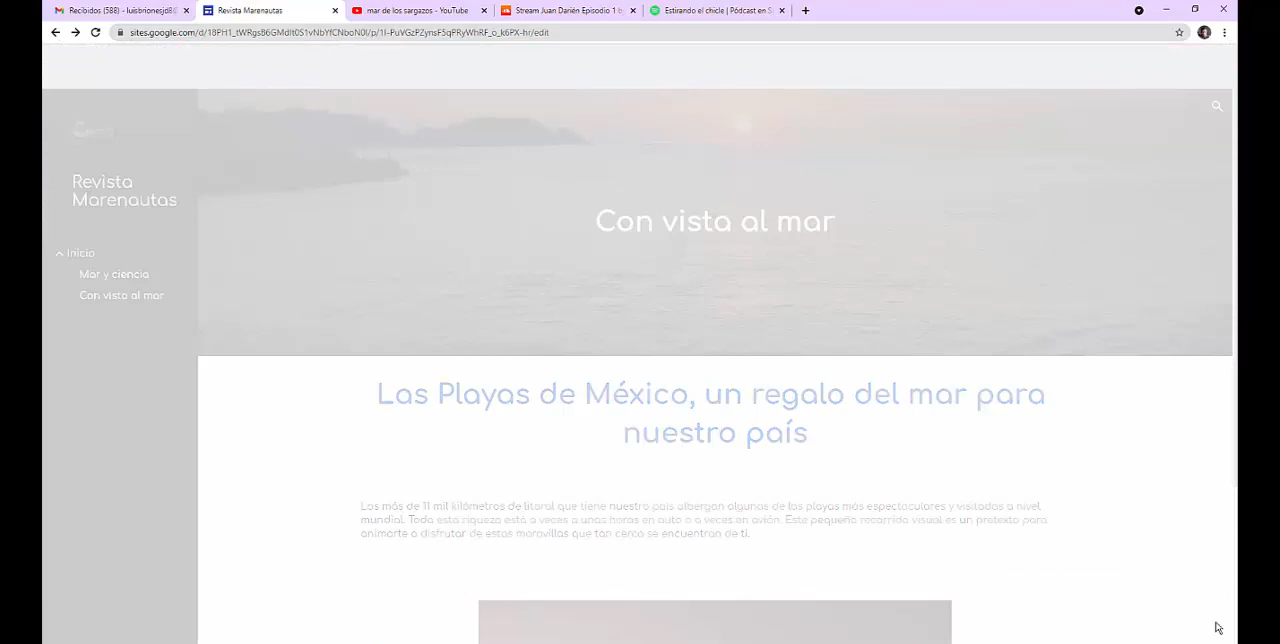 Recibidos (588) - luisbrionesjd8@
Revista Marenautas
mar de los sargazos - YouTube
Stream Juan Darién Episodio 1 b
Estirando el chicle | Pódcast en S
sites.google.com/d/18PH1_tWRgsB6GMdIt0S1vNbYfCNboN0l/p/1I-PuVGzPZynsF5qPRyWhRF_o_k6PX-hr/edit
Revista
Marenautas
Con vista al mar
Inicio
Mar y ciencia
Con vista al mar
Las Playas de México, un regalo del mar para
nuestro país
Los más de 11 mil kilómetros de litoral que tiene nuestro país albergan algunas de las playas más espectaculares y visitadas a nivel
mundial. Toda esta riqueza está a veces a unas horas en auto o a veces en avión. Este pequeño recorrido visual es un pretexto para
animarte a disfrutar de estas maravillas que tan cerca se encuentran de ti.